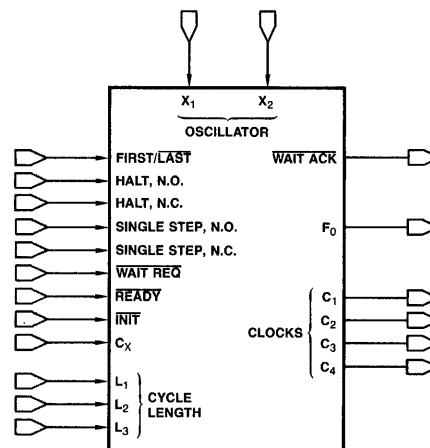 X1 X2
OSCILLATOR
FIRST/LAST WAIT ACK
HALT, N.O.
HALT, N.C.
SINGLE STEP, N.O. F0
SINGLE STEP, N.C.
WAIT REQ
READY C1
INIT CLOCKS C2
CX C3
C4
L1
L2 CYCLE LENGTH
L3